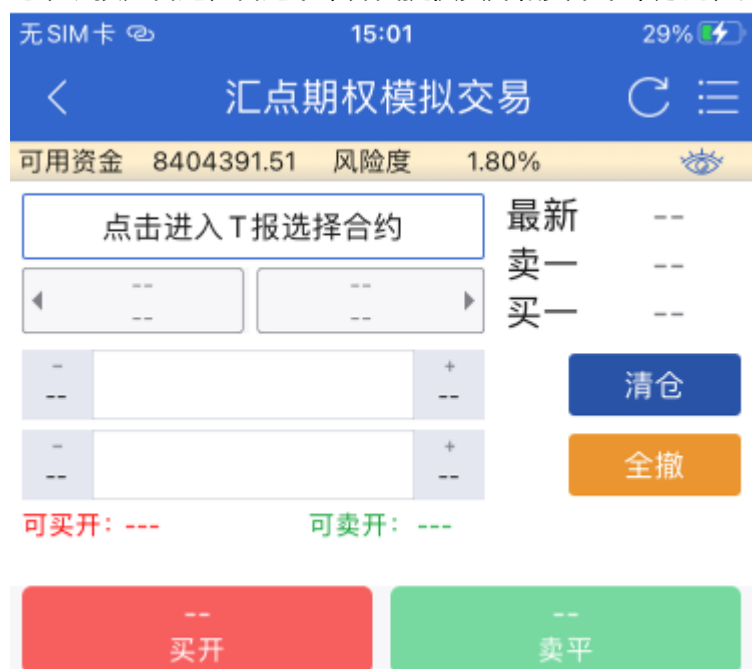 无SIM卡 15:01 29%
汇点期权模拟交易
可用资金 8404391.51 风险度 1.80%
点击进入T报选择合约
最新 --
卖一 --
买一 --
-- --
-- --
- +
-- --
清仓
- +
-- --
全撤
可买开: --- 可卖开: ---
-- --
买开 卖平